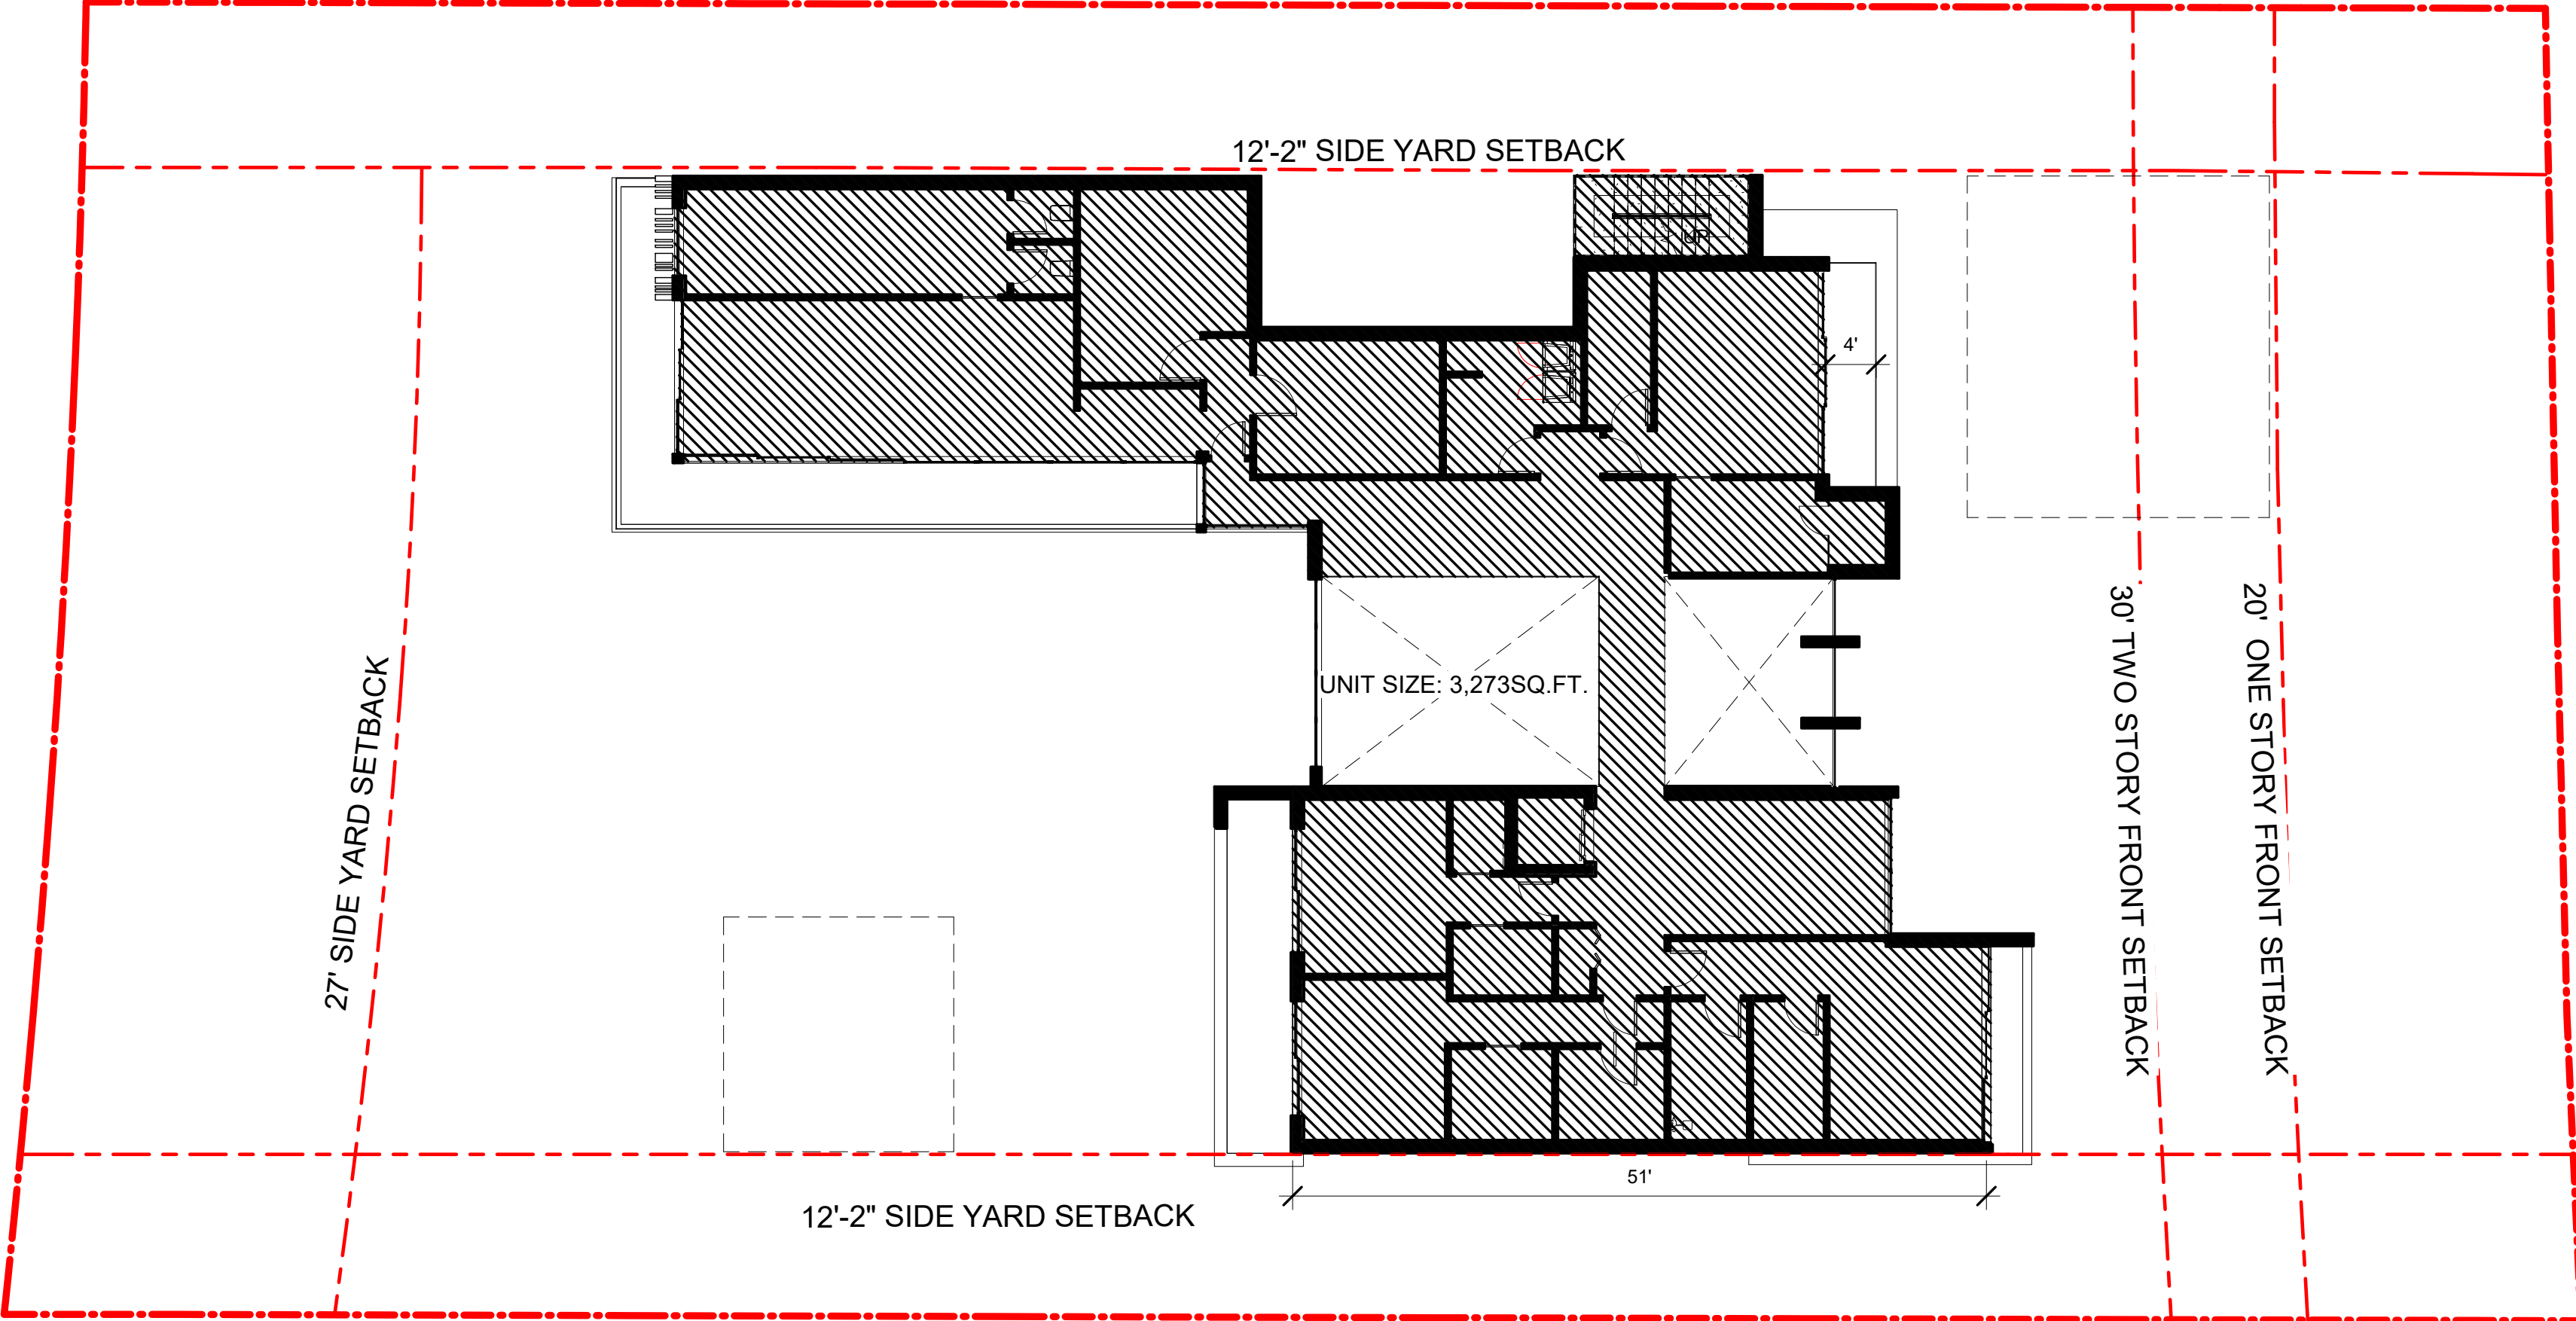 12'-2" SIDE YARD SETBACK
UP
4'
27' SIDE YARD SETBACK
UNIT SIZE: 3,273SQ.FT.
30' TWO STORY FRONT SETBACK
20' ONE STORY FRONT SETBACK
51'
12'-2" SIDE YARD SETBACK